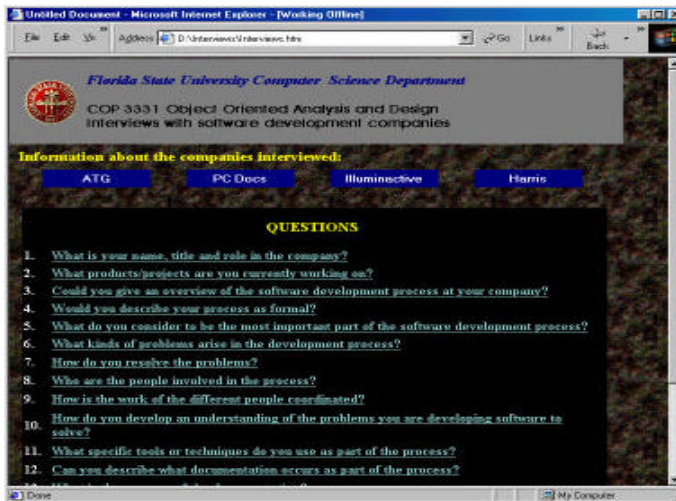 Untitled Document - Microsoft Internet Explorer - [Working Offline]
File Edit Address D:\Interviews\Interviews.htm Go Links Back
Florida State University Computer Science Department
COP 3331 Object Oriented Analysis and Design
Interviews with software development companies
Information about the companies interviewed:
ATG PC Docs Illuminactive Harris
QUESTIONS
1. What is your name, title and role in the company?
2. What products/projects are you currently working on?
3. Could you give an overview of the software development process at your company?
4. Would you describe your process as formal?
5. What do you consider to be the most important part of the software development process?
6. What kinds of problems arise in the development process?
7. How do you resolve the problems?
8. Who are the people involved in the process?
9. How is the work of the different people coordinated?
10. How do you develop an understanding of the problems you are developing software to
solve?
11. What specific tools or techniques do you use as part of the process?
12. Can you describe what documentation occurs as part of the process?
Done My Computer